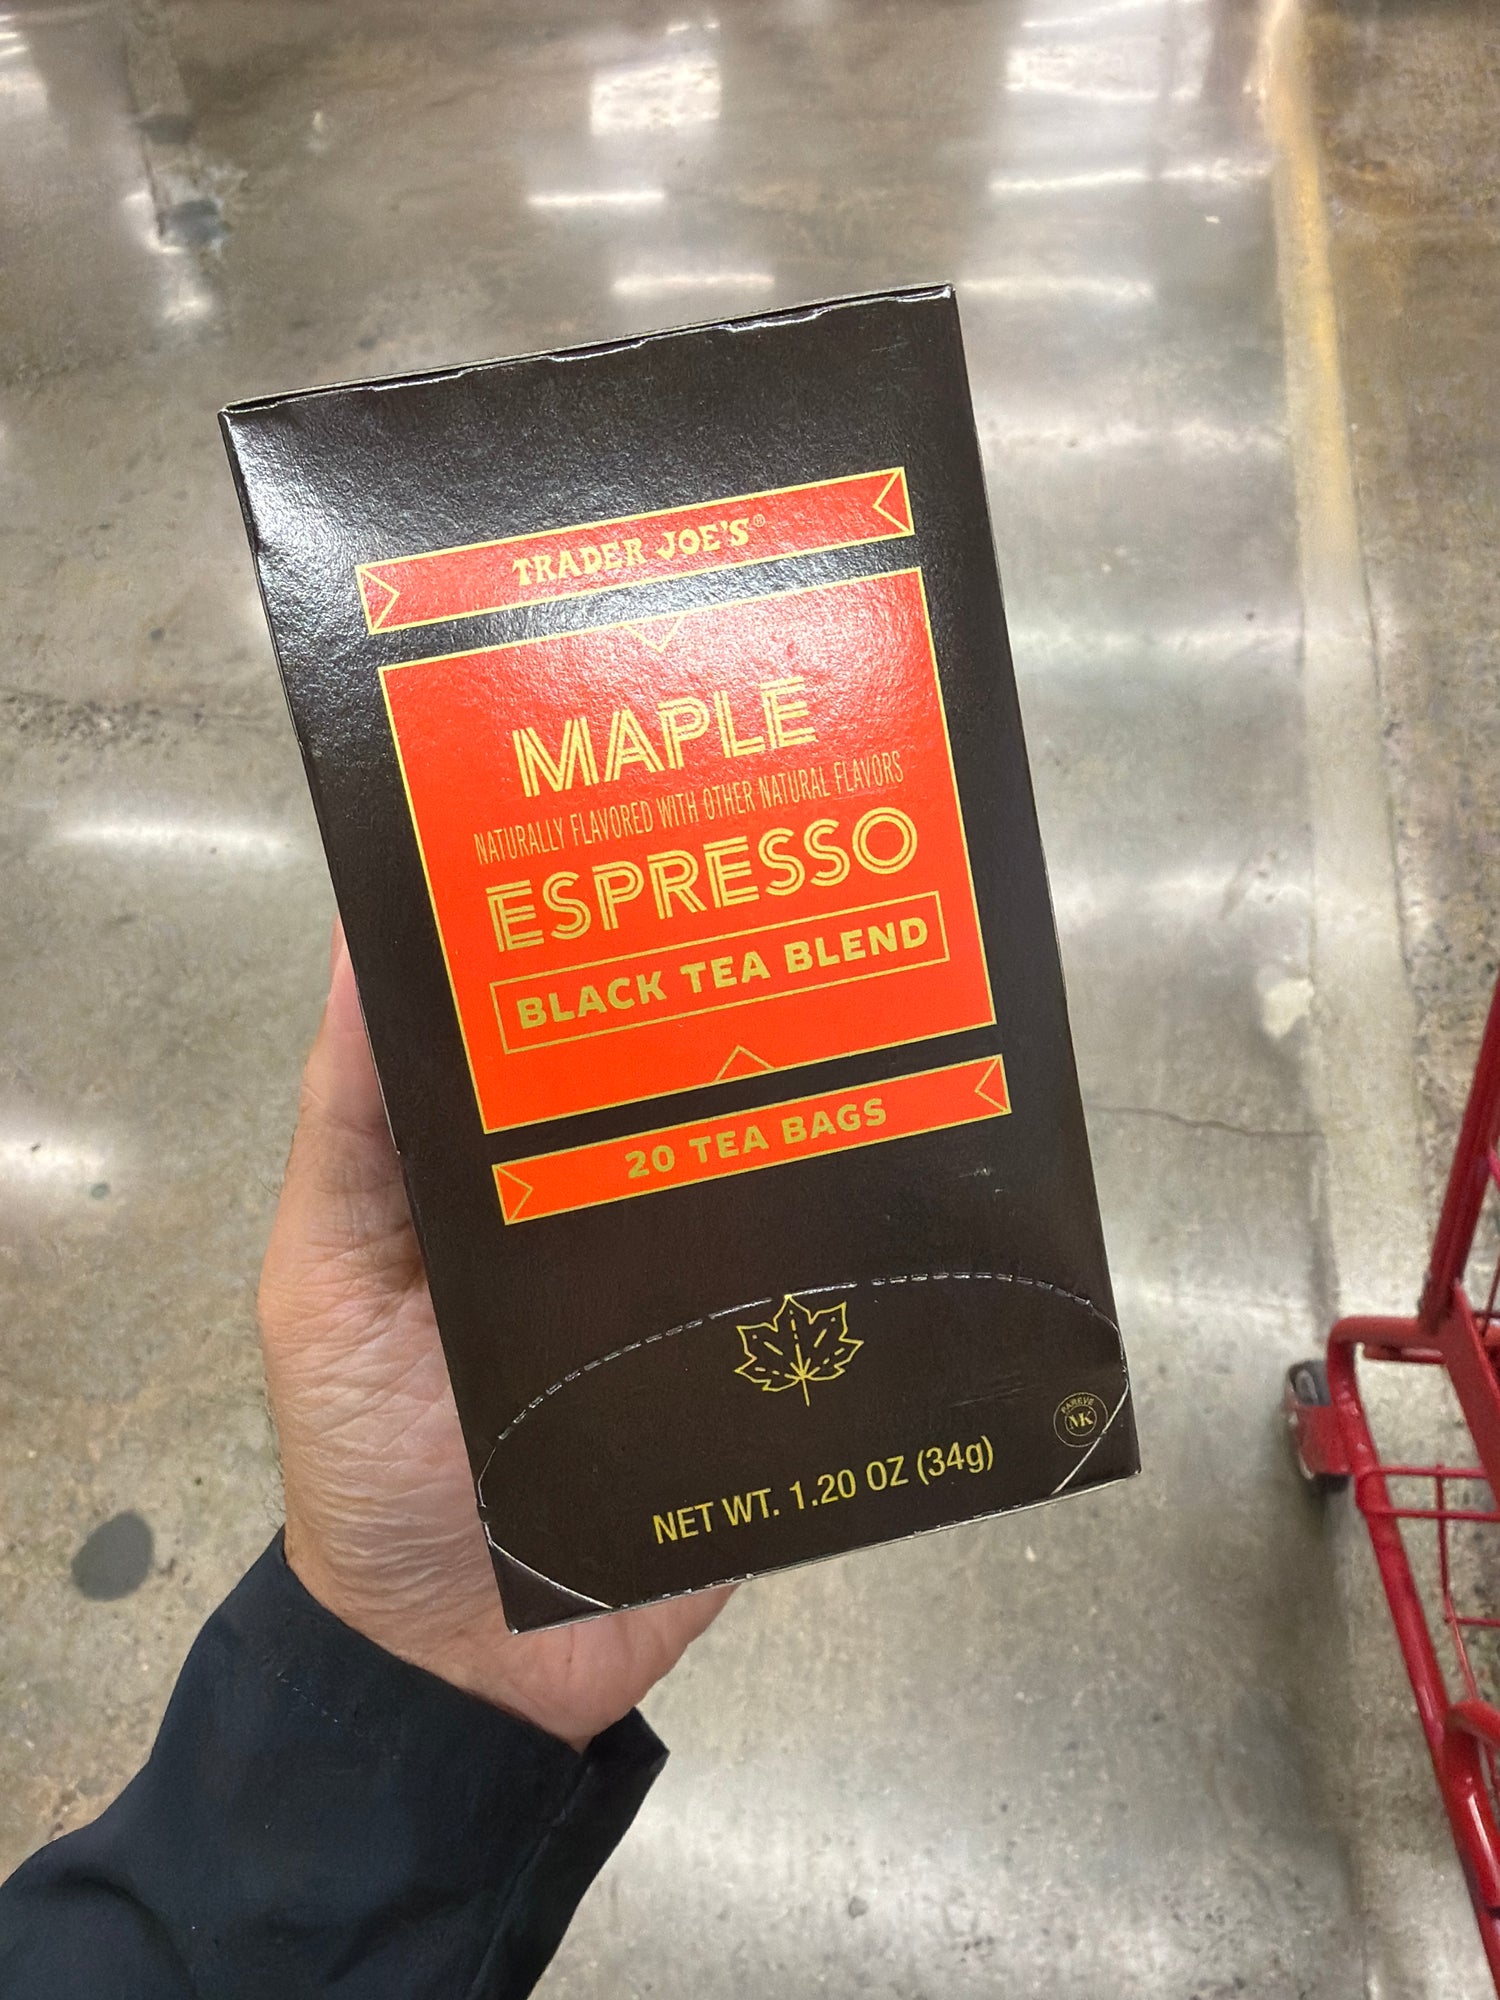 TRADER JOE'S®
MAPLE
NATURALLY FLAVORED WITH OTHER NATURAL FLAVORS
ESPRESSO
BLACK TEA BLEND
20 TEA BAGS
PAREVE
MK
NET WT. 1.20 OZ (34g)